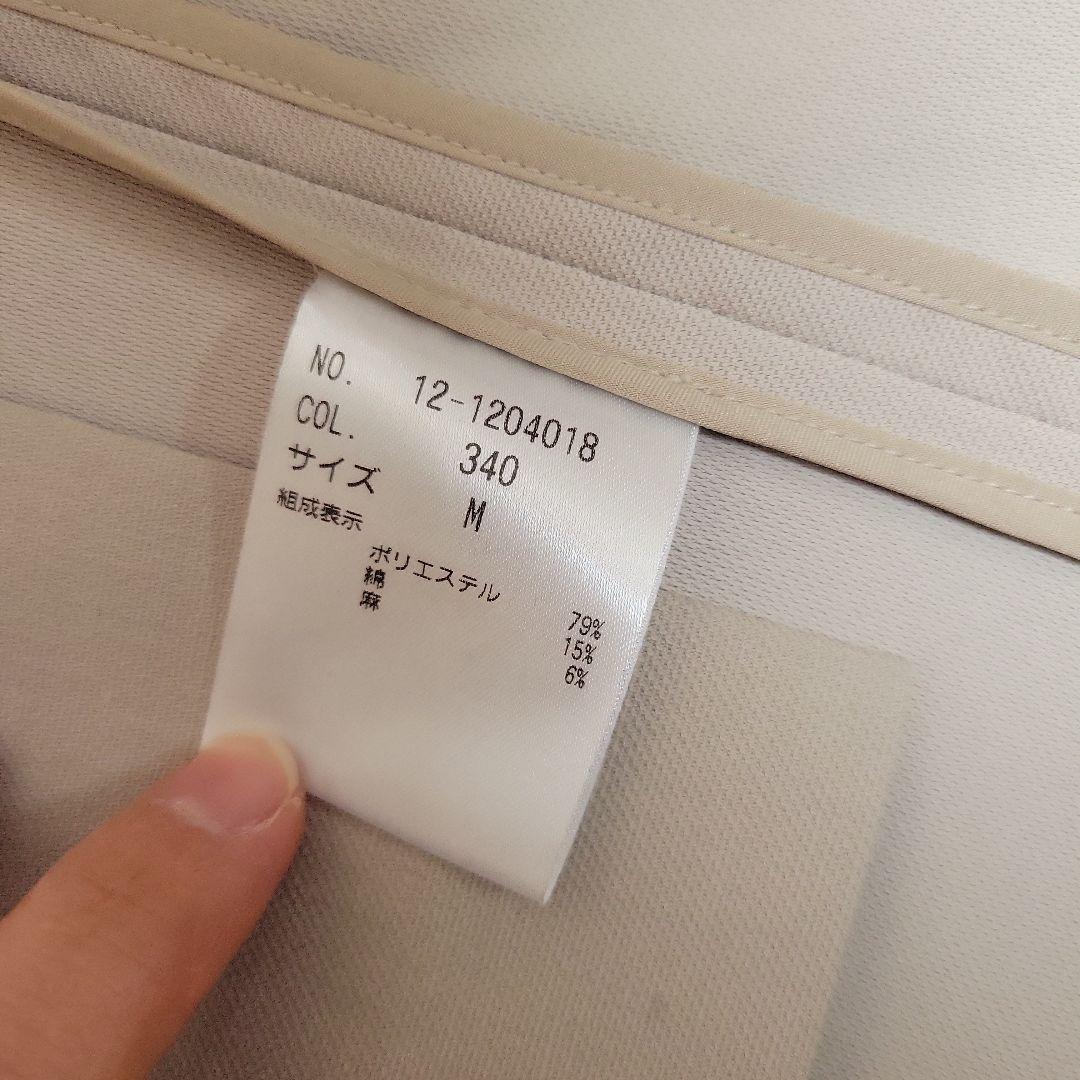 NO. 12-1204018
COL. 340
サイズ M
組成表示
ポリエステル 79%
綿 15%
麻 6%